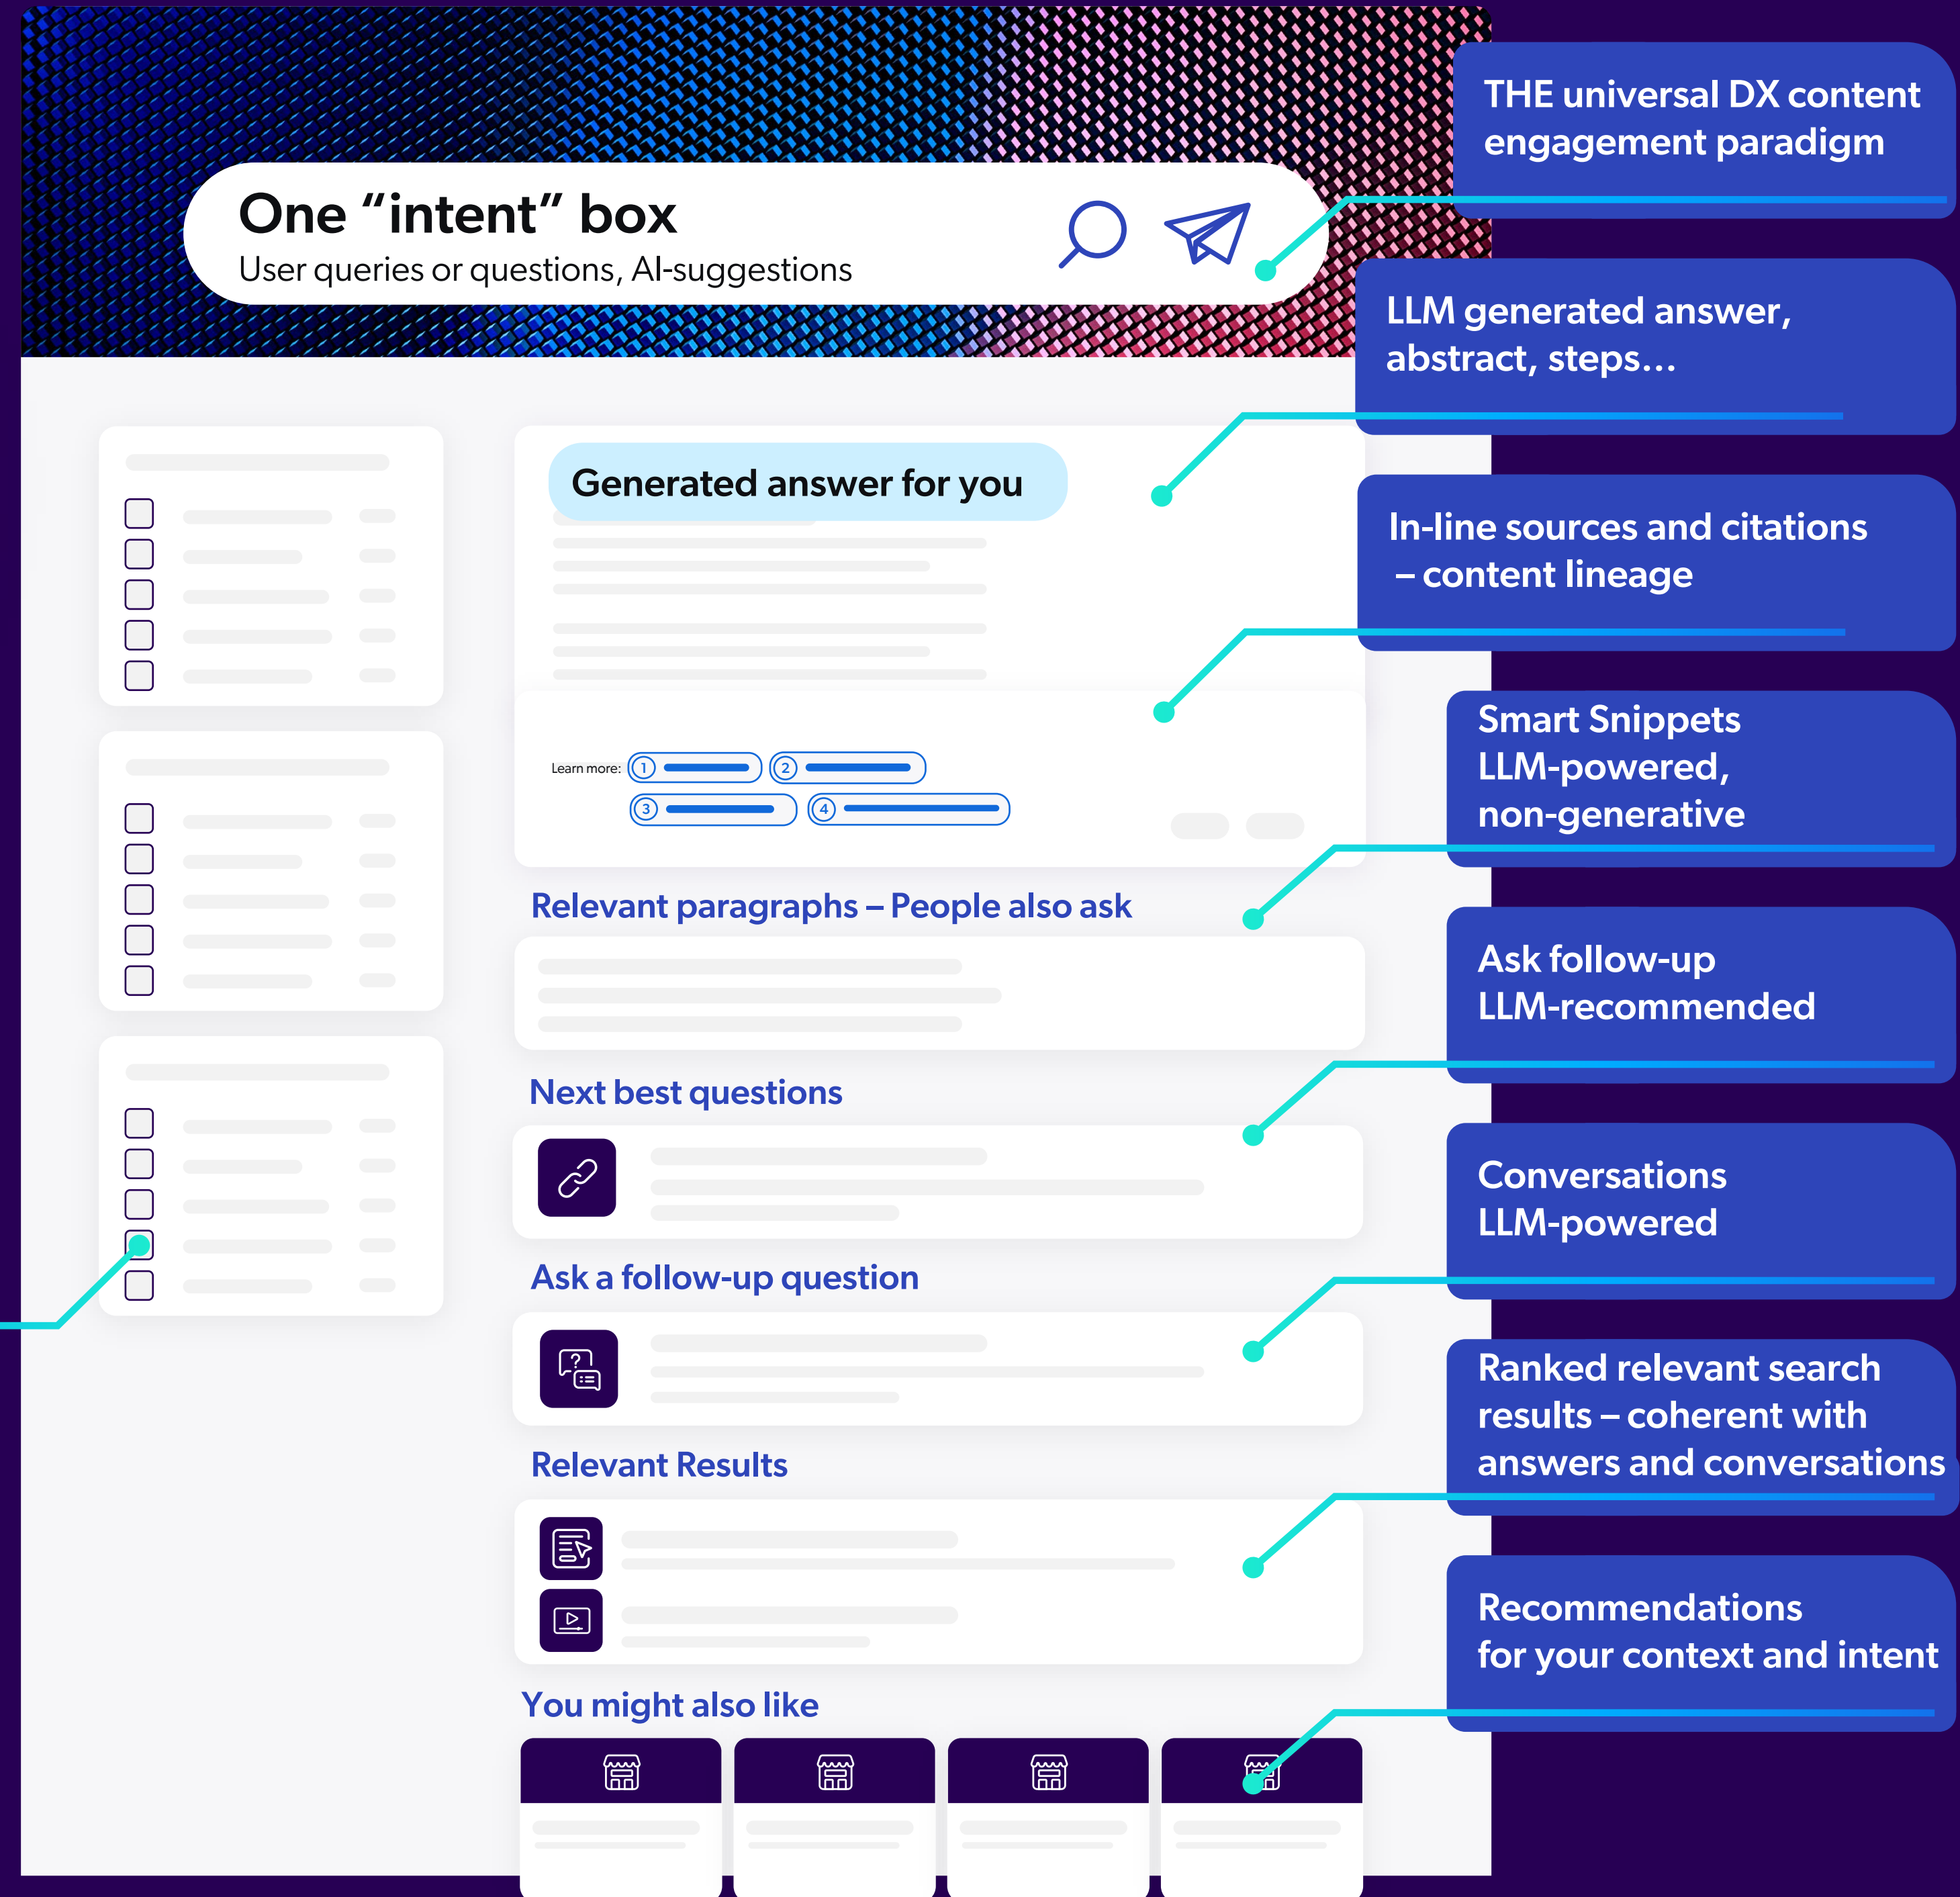 One “intent” box
User queries or questions, AI-suggestions
THE universal DX content
engagement paradigm
LLM generated answer,
abstract, steps...
Generated answer for you
In-line sources and citations
– content lineage
Learn more:
1
2
3
4
Smart Snippets
LLM-powered,
non-generative
Relevant paragraphs – People also ask
Ask follow-up
LLM-recommended
Next best questions
Conversations
LLM-powered
Ask a follow-up question
?
Ranked relevant search
results – coherent with
answers and conversations
Relevant Results
Recommendations
for your context and intent
You might also like